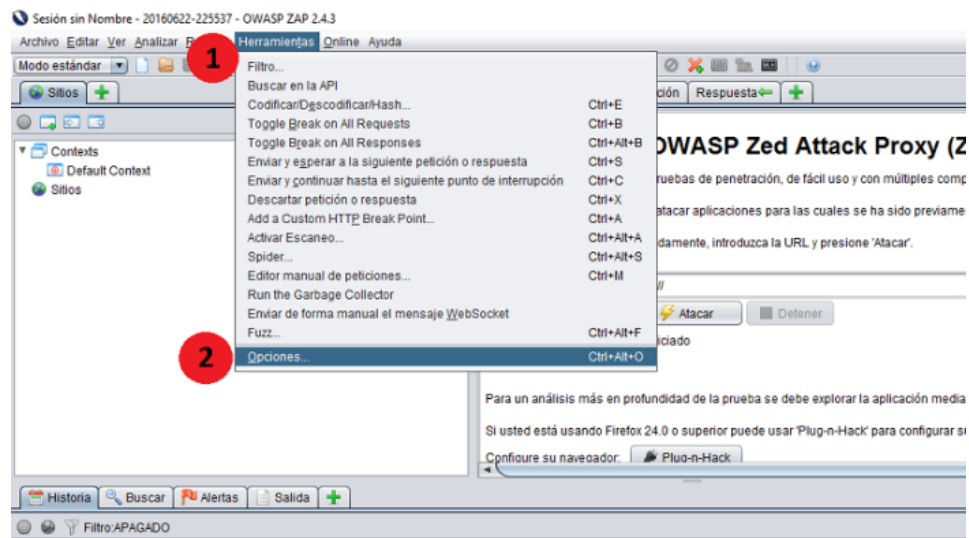 Sesión sin Nombre - 20160622-225537 - OWASP ZAP 2.4.3
Archivo Editar Ver Analizar Herramientas Online Ayuda
1
Modo estándar
Sitios
Contexts
Default Context
Sitios
Filtro...
Buscar en la API
Codificar/Descodificar/Hash... Ctrl+E
Toggle Break on All Requests Ctrl+B
Toggle Break on All Responses Ctrl+Alt+B
Enviar y esperar a la siguiente petición o respuesta Ctrl+S
Enviar y continuar hasta el siguiente punto de interrupción Ctrl+C
Descartar petición o respuesta Ctrl+X
Add a Custom HTTP Break Point... Ctrl+A
Activar Escaneo... Ctrl+Alt+A
Spider... Ctrl+Alt+S
Editor manual de peticiones... Ctrl+M
Run the Garbage Collector
Enviar de forma manual el mensaje WebSocket
Fuzz... Ctrl+Alt+F
2
Opciones... Ctrl+Alt+O
ción Respuesta
OWASP Zed Attack Proxy (Z
ruebas de penetración, de fácil uso y con múltiples comp
atacar aplicaciones para las cuales se ha sido previame
damente, introduzca la URL y presione 'Atacar'.
//
Atacar Detener
iciado
Para un análisis más en profundidad de la prueba se debe explorar la aplicación media
Si usted está usando Firefox 24.0 o superior puede usar 'Plug-n-Hack' para configurar su
Configure su navegador: Plug-n-Hack
Historia Buscar Alertas Salida
Filtro:APAGADO